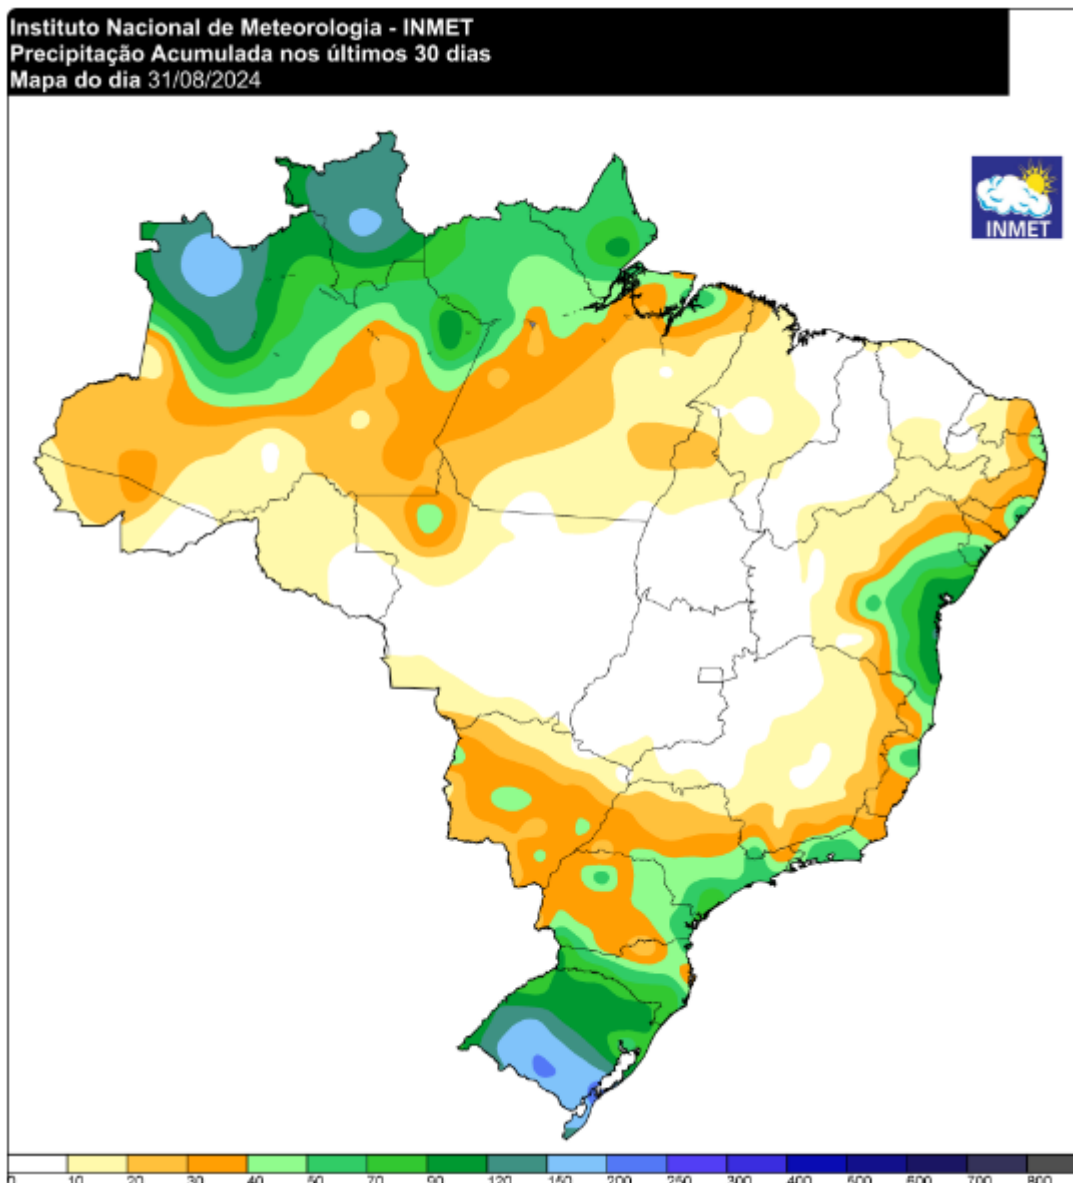 Instituto Nacional de Meteorologia - INMET
Precipitação Acumulada nos últimos 30 dias
Mapa do dia 31/08/2024
INMET
0 10 20 30 40 50 70 90 120 150 200 250 300 400 500 600 700 800